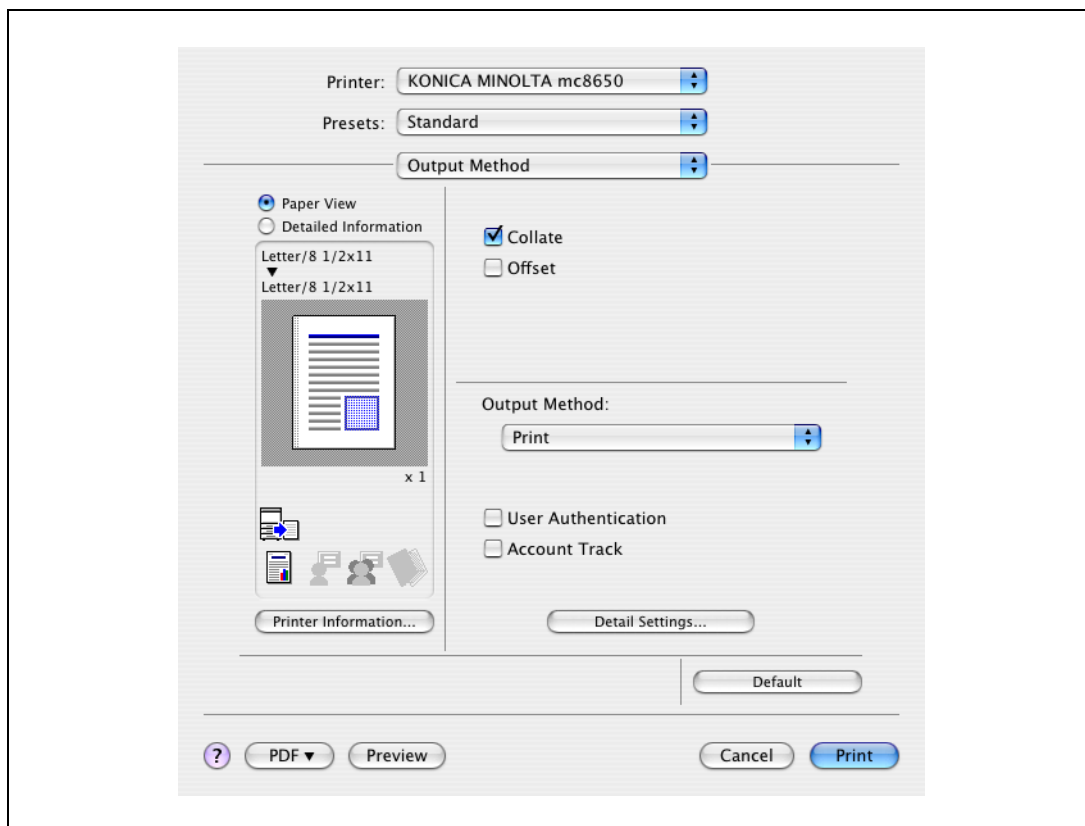 Printer: KONICA MINOLTA mc8650
Presets: Standard
Output Method
Paper View
Detailed Information
Letter/8 1/2x11
Letter/8 1/2x11
x 1
Printer Information...
Collate
Offset
Output Method:
Print
User Authentication
Account Track
Detail Settings...
Default
? PDF Preview Cancel Print